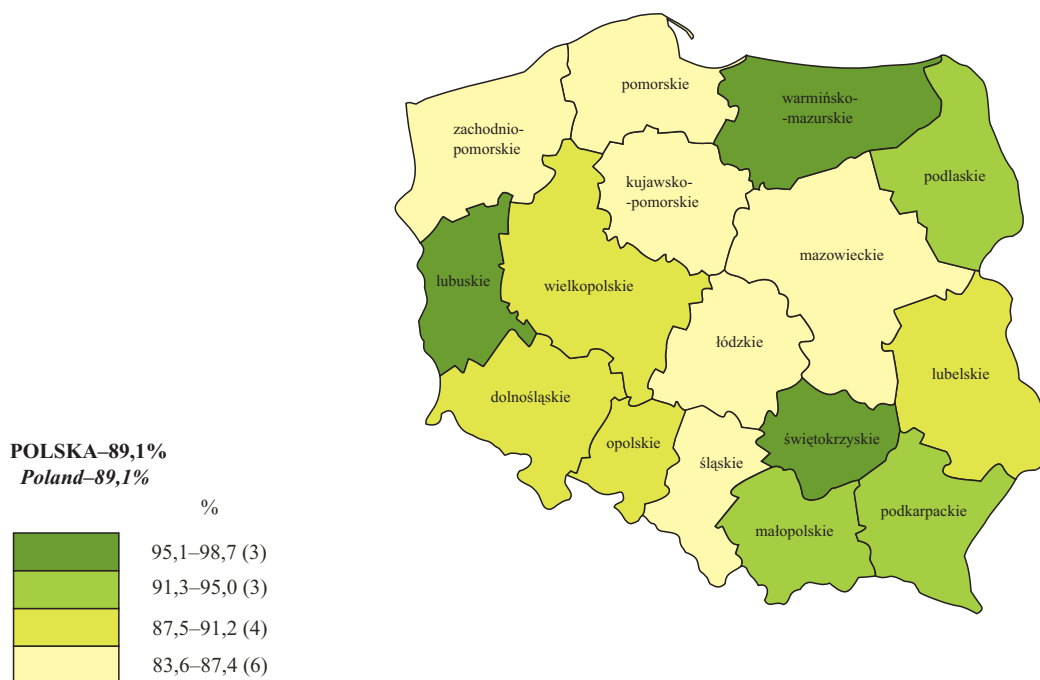 pomorskie
warmińsko-
-mazurskie
zachodnio-
pomorskie
podlaskie
kujawsko-
-pomorskie
mazowieckie
lubuskie
wielkopolskie
łódzkie
lubelskie
dolnośląskie
opolskie
świętokrzyskie
śląskie
podkarpackie
małopolskie
POLSKA–89,1%
Poland–89,1%
%
95,1–98,7 (3)
91,3–95,0 (3)
87,5–91,2 (4)
83,6–87,4 (6)